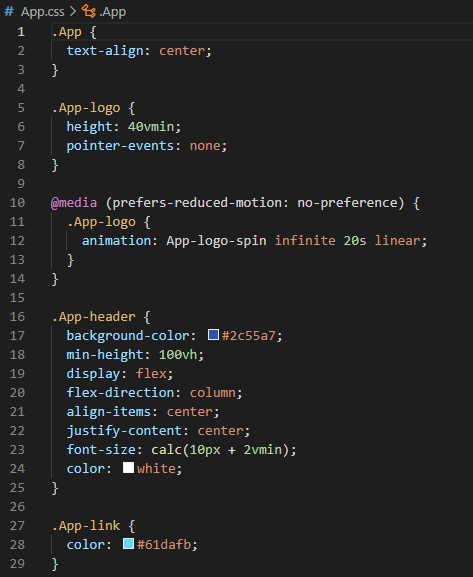 # App.css > .App
1 .App {
2   text-align: center;
3 }
4
5 .App-logo {
6   height: 40vmin;
7   pointer-events: none;
8 }
9
10 @media (prefers-reduced-motion: no-preference) {
11   .App-logo {
12     animation: App-logo-spin infinite 20s linear;
13   }
14 }
15
16 .App-header {
17   background-color: #2c55a7;
18   min-height: 100vh;
19   display: flex;
20   flex-direction: column;
21   align-items: center;
22   justify-content: center;
23   font-size: calc(10px + 2vmin);
24   color: white;
25 }
26
27 .App-link {
28   color: #61dafb;
29 }